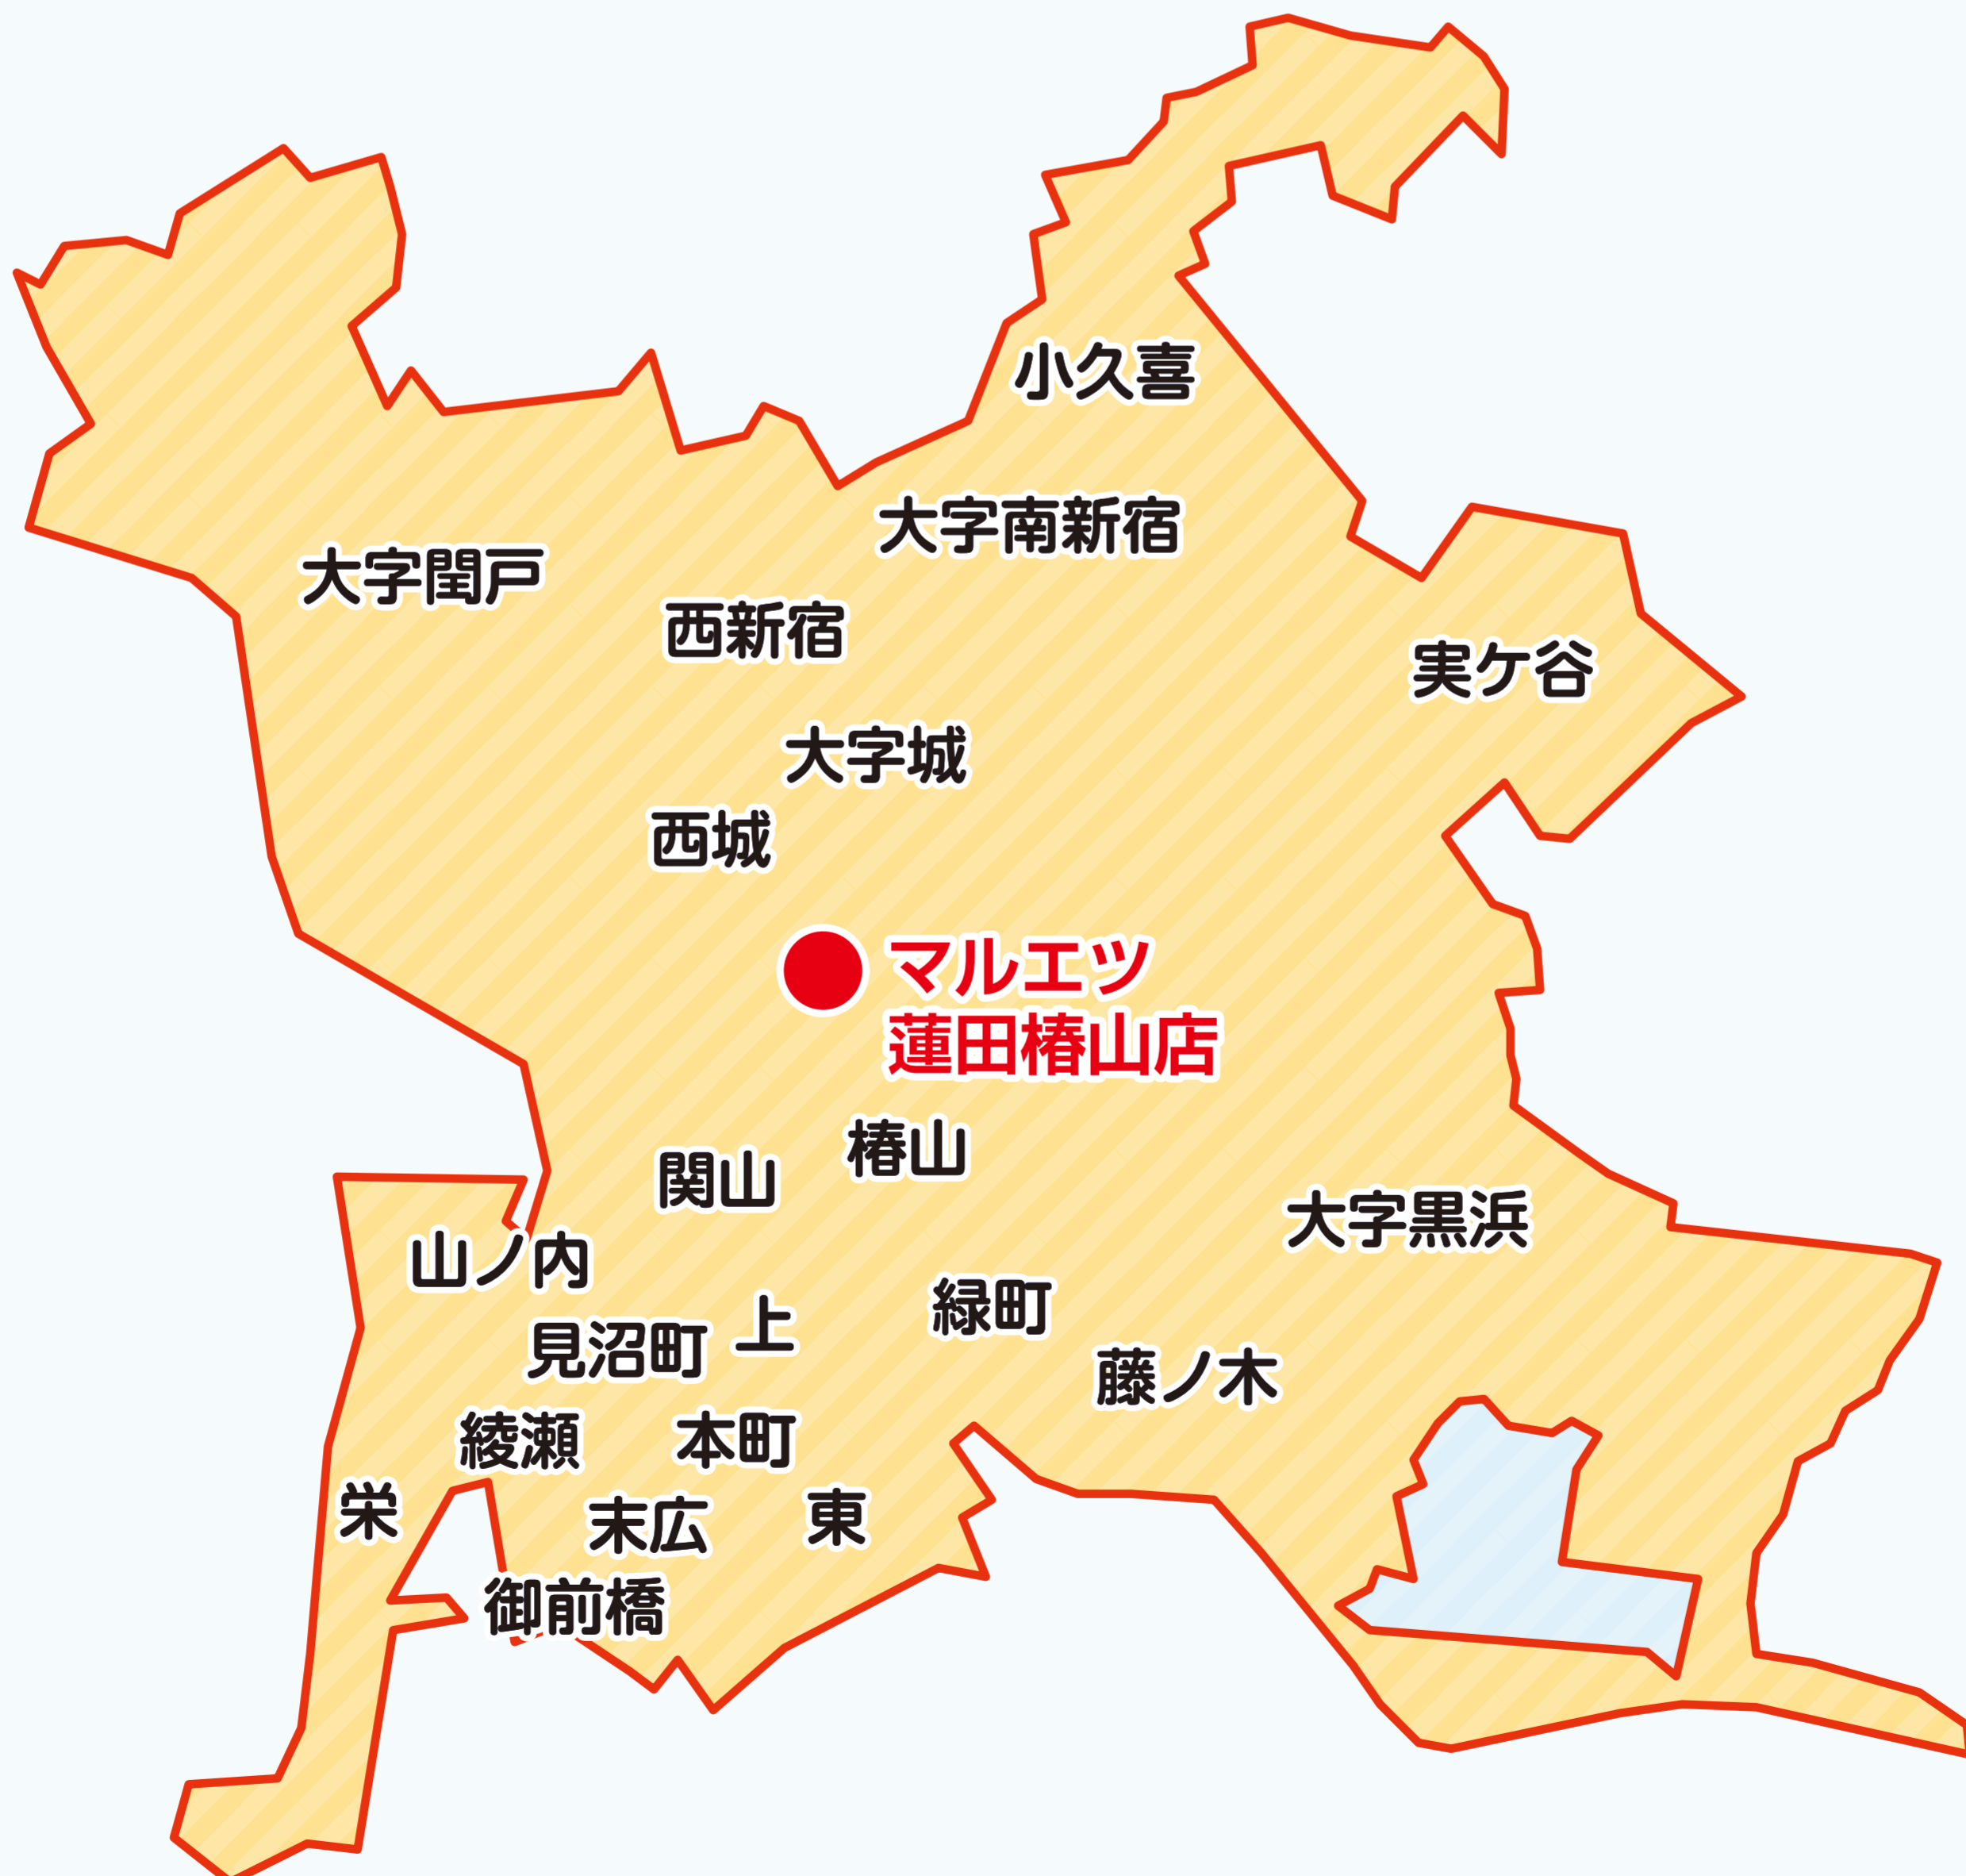 小久喜
大字南新宿
大字閏戸
西新宿
実ケ谷
大字城
西城
マルエツ
蓮田椿山店
椿山
関山
大字黒浜
山ノ内
緑町
上
見沼町
藤ノ木
本町
綾瀬
栄
東
末広
御前橋